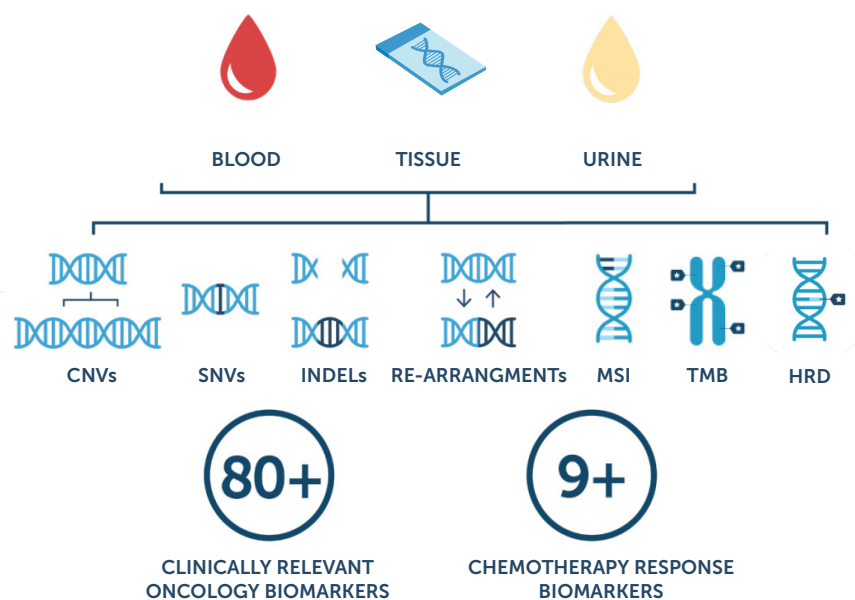 BLOOD
TISSUE
URINE
CNVs
SNVs
INDELs
RE-ARRANGMENTs
MSI
TMB
HRD
80+
9+
CLINICALLY RELEVANT
ONCOLOGY BIOMARKERS
CHEMOTHERAPY RESPONSE
BIOMARKERS